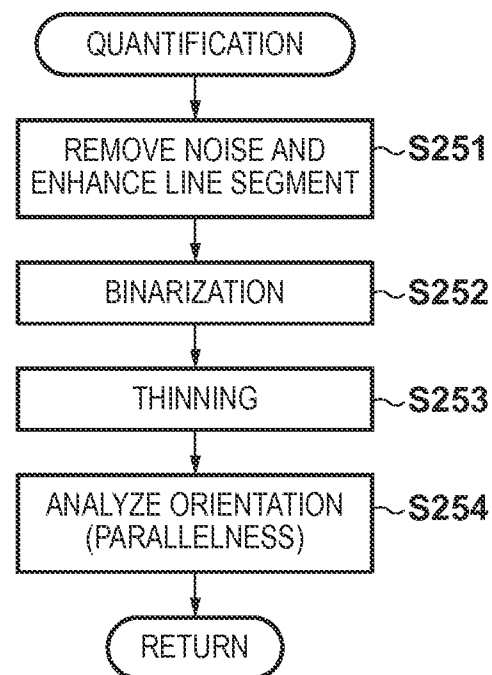 QUANTIFICATION
REMOVE NOISE AND
ENHANCE LINE SEGMENT
S251
BINARIZATION
S252
THINNING
S253
ANALYZE ORIENTATION
(PARALLELNESS)
S254
RETURN